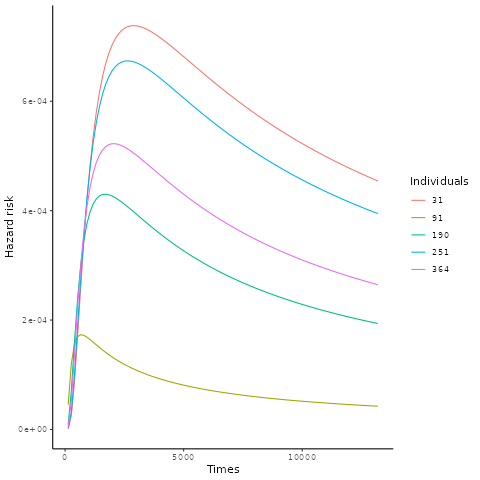 Hazard risk
6e-04
4e-04
2e-04
0e+00
0
5000
10000
Times
Individuals
31
91
190
251
364